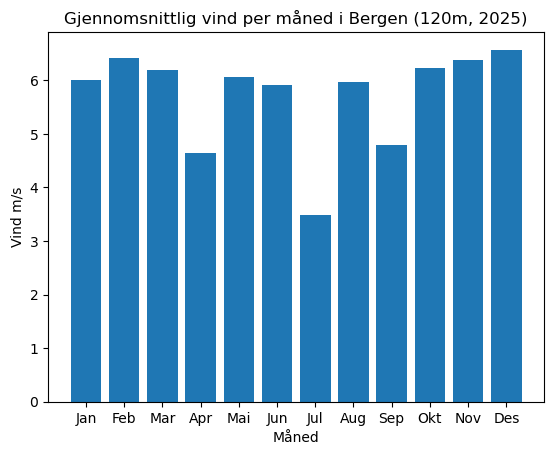 Gjennomsnittlig vind per måned i Bergen (120m, 2025)
Vind m/s
6
5
4
3
2
1
0
Jan Feb Mar Apr Mai Jun Jul Aug Sep Okt Nov Des
Måned